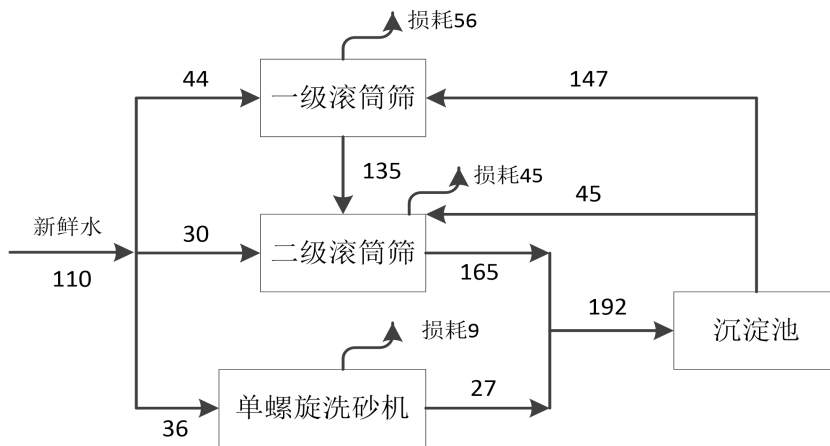 损耗56
44
一级滚筒筛
147
135
损耗45
45
新鲜水
30
二级滚筒筛
110
165
192
沉淀池
损耗9
36
单螺旋洗砂机
27